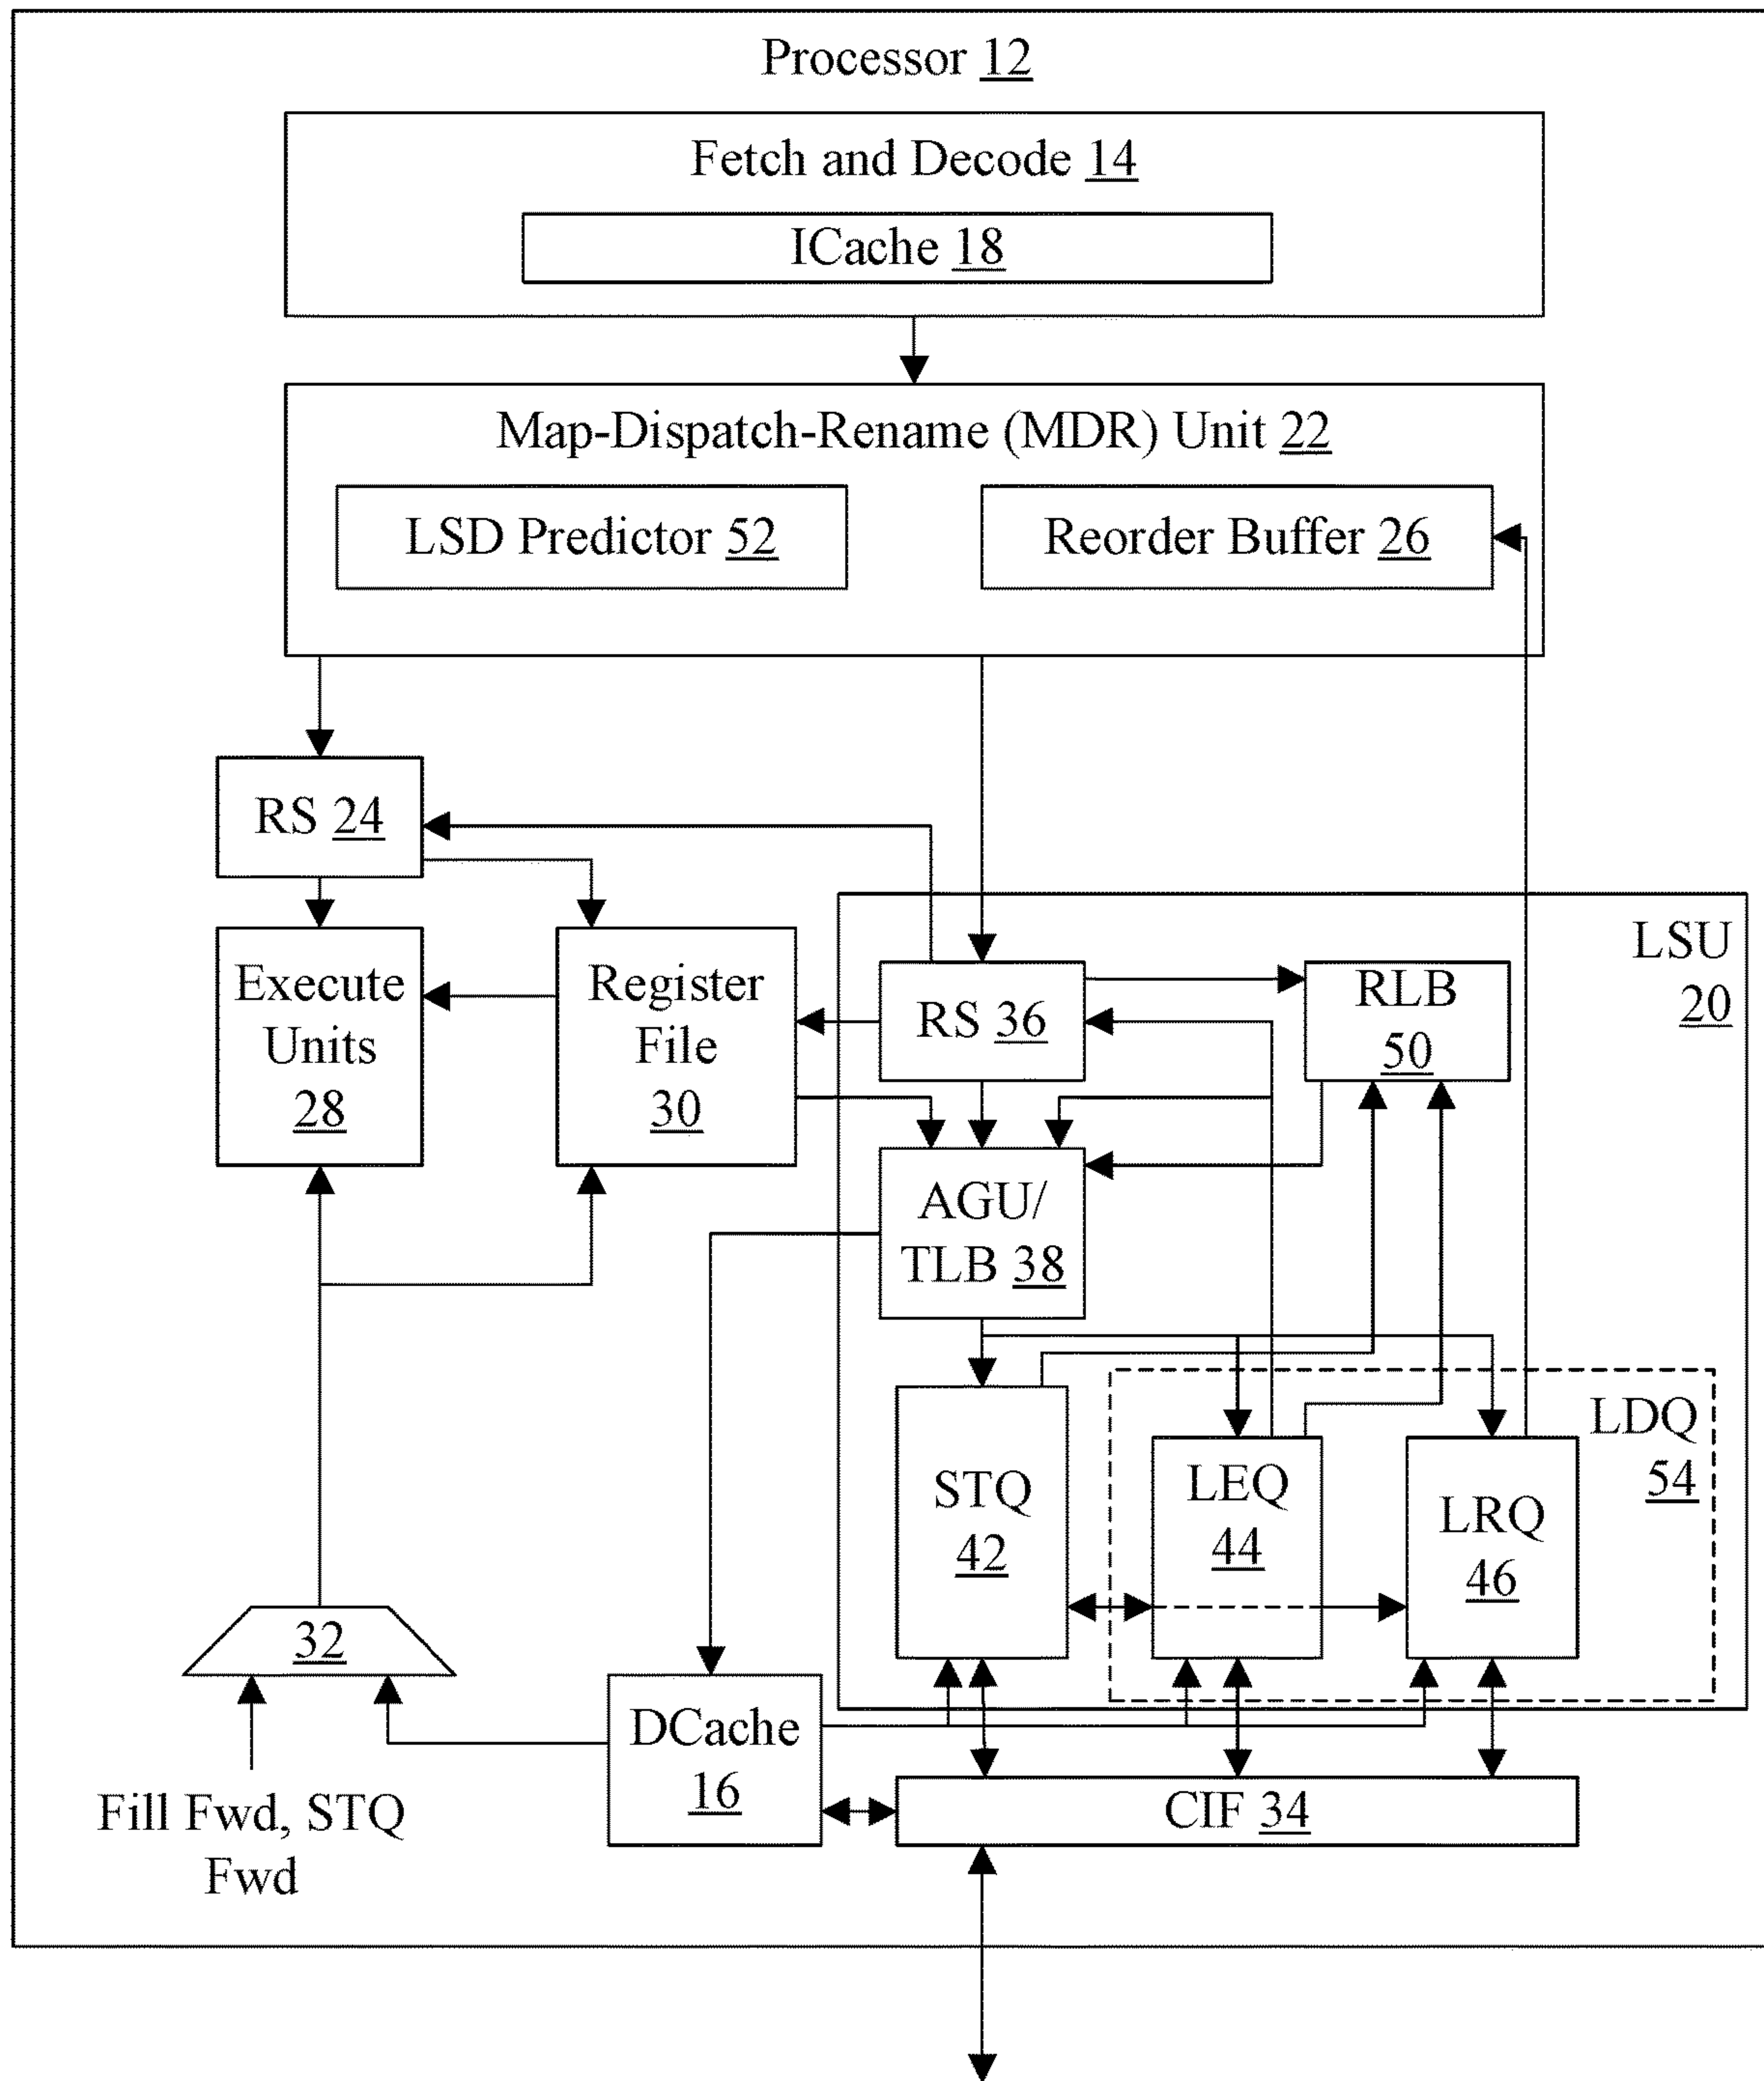 Processor 12
Fetch and Decode 14
ICache 18
Map-Dispatch-Rename (MDR) Unit 22
LSD Predictor 52
Reorder Buffer 26
RS 24
Execute
Units
28
Register
File
30
LSU
20
RS 36
RLB
50
AGU/
TLB 38
LDQ
54
STQ
42
LEQ
44
LRQ
46
32
DCache
16
CIF 34
Fill Fwd, STQ
Fwd